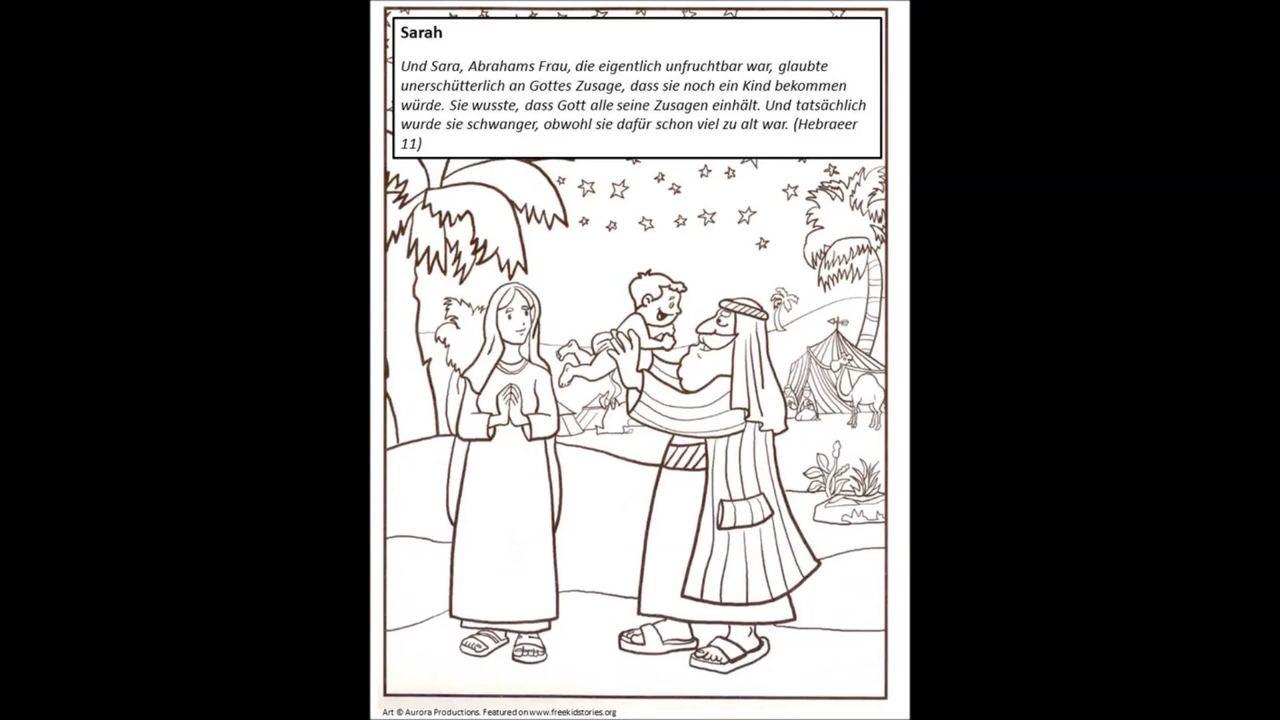 Sarah
Und Sara, Abrahams Frau, die eigentlich unfruchtbar war, glaubte
unerschütterlich an Gottes Zusage, dass sie noch ein Kind bekommen
würde. Sie wusste, dass Gott alle seine Zusagen einhält. Und tatsächlich
wurde sie schwanger, obwohl sie dafür schon viel zu alt war. (Hebraeer
11)
Art © Aurora Productions. Featured on www.freekidstories.org